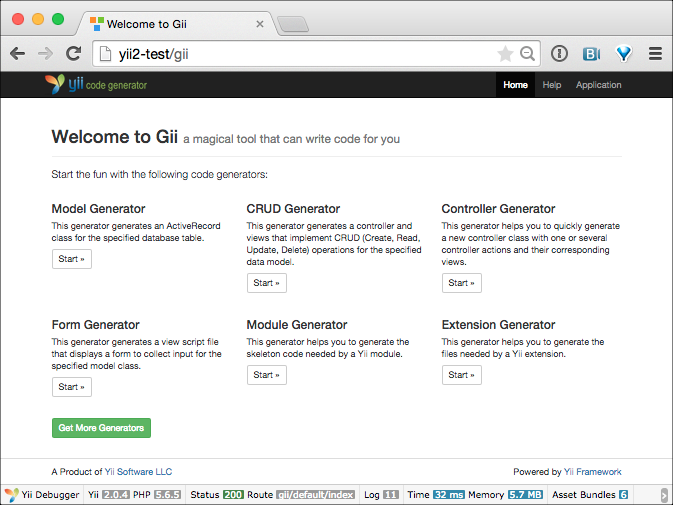 Welcome to Gii
yii2-test/gii
yii code generator
Home Help Application
Welcome to Gii a magical tool that can write code for you
Start the fun with the following code generators:
Model Generator
This generator generates an ActiveRecord
class for the specified database table.
Start »
CRUD Generator
This generator generates a controller and
views that implement CRUD (Create, Read,
Update, Delete) operations for the specified
data model.
Start »
Controller Generator
This generator helps you to quickly generate
a new controller class with one or several
controller actions and their corresponding
views.
Start »
Form Generator
This generator generates a view script file
that displays a form to collect input for the
specified model class.
Start »
Module Generator
This generator helps you to generate the
skeleton code needed by a Yii module.
Start »
Extension Generator
This generator helps you to generate the
files needed by a Yii extension.
Start »
Get More Generators
A Product of Yii Software LLC
Powered by Yii Framework
Yii Debugger Yii 2.0.4 PHP 5.6.5 Status 200 Route gii/default/index Log 11 Time 32 ms Memory 5.7 MB Asset Bundles 6